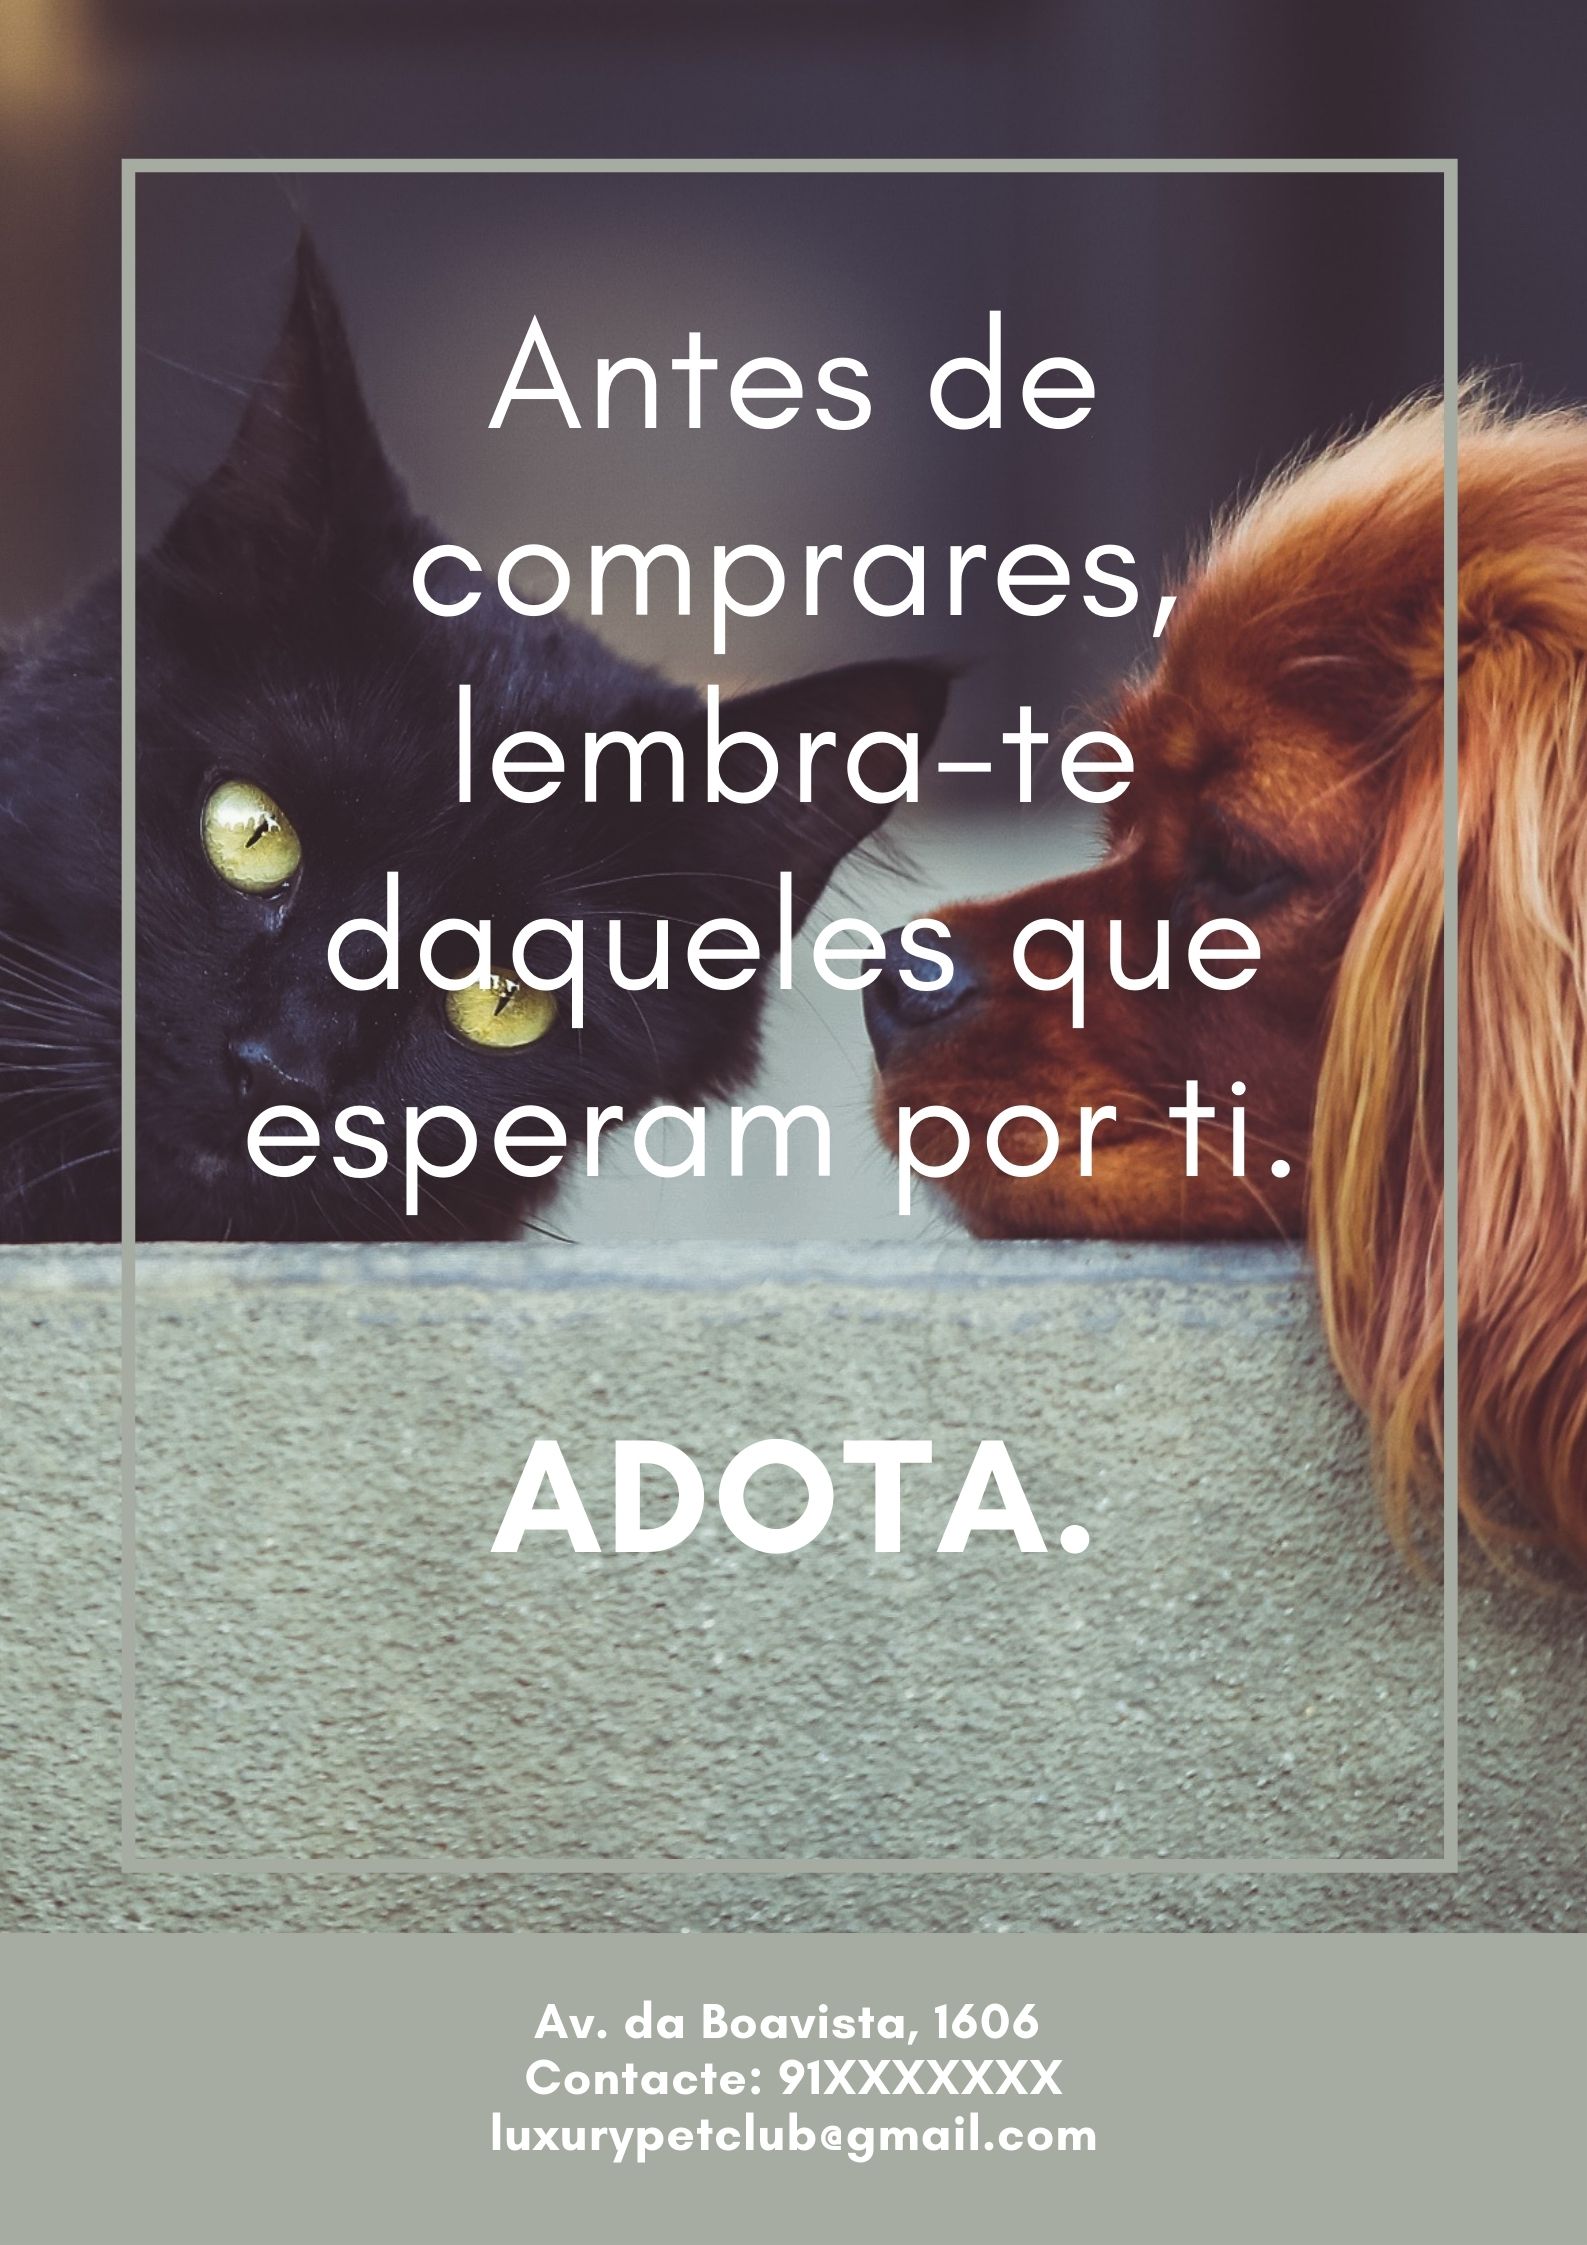 Antes de
comprares,
lembra-te
daqueles que
esperam por ti.
ADOTA.
Av. da Boavista, 1606
Contacte: 91XXXXXXX
luxurypetclub@gmail.com